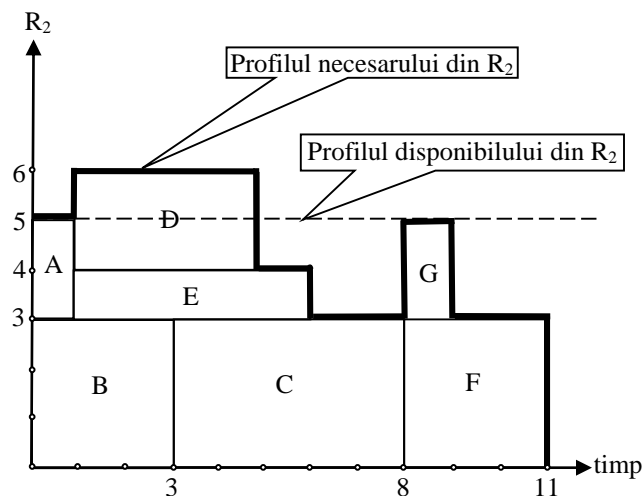 R₂
Profilul necesarului din R₂
Profilul disponibilului din R₂
6
5
D
A
G
4
E
3
B
C
F
timp
3
8
11